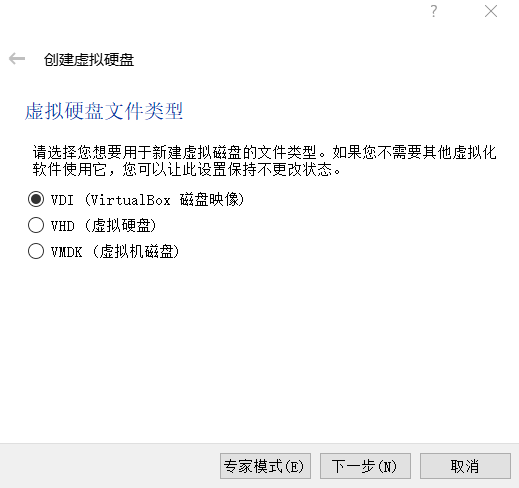 创建虚拟硬盘
虚拟硬盘文件类型
请选择您想要用于新建虚拟磁盘的文件类型。如果您不需要其他虚拟化
软件使用它，您可以让此设置保持不更改状态。
VDI (VirtualBox 磁盘映像)
VHD (虚拟硬盘)
VMDK (虚拟机磁盘)
专家模式(E) 下一步(N) 取消